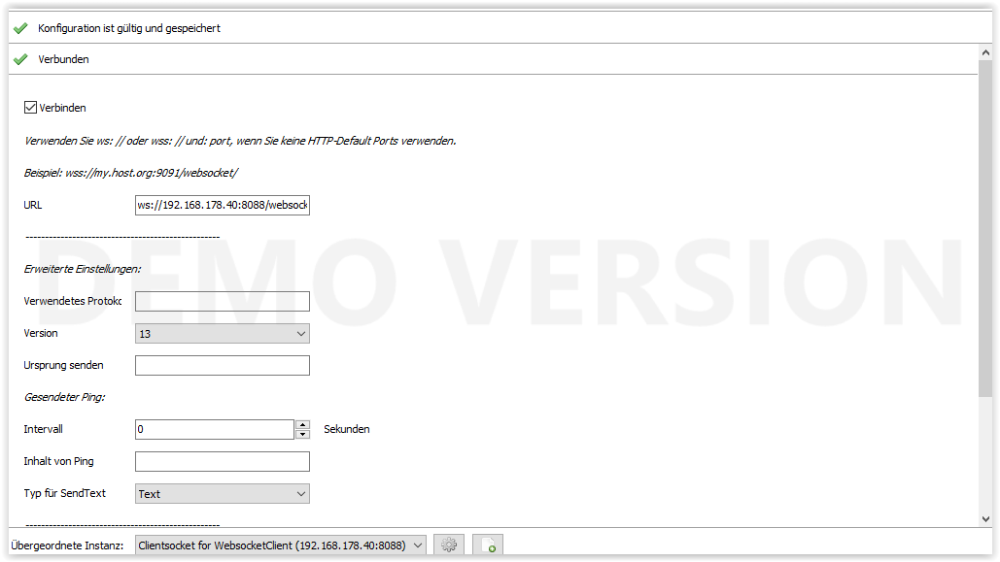 Konfiguration ist gültig und gespeichert
Verbunden
Verbinden
Verwenden Sie ws: // oder wss: // und: port, wenn Sie keine HTTP-Default Ports verwenden.
Beispiel: wss://my.host.org:9091/websocket/
URL ws://192.168.178.40:8088/websock
--------------------------------------------------
Erweiterte Einstellungen:
Verwendetes Protoko
Version 13
Ursprung senden
Gesendeter Ping:
Intervall 0 Sekunden
Inhalt von Ping
Typ für SendText Text
--------------------------------------------------
Übergeordnete Instanz: Clientsocket for WebsocketClient (192.168.178.40:8088)
DEMO VERSION